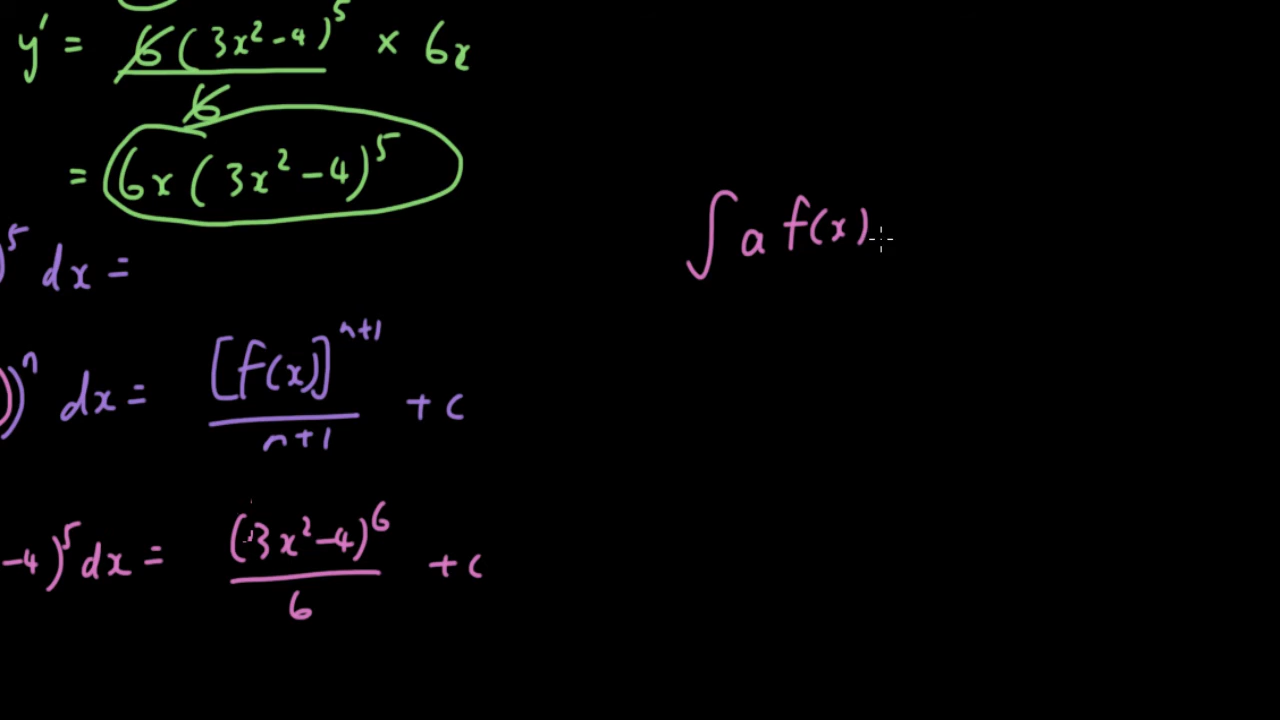 y' = 6(3x²-4)⁵ / 6 × 6x
= 6x(3x²-4)⁵
∫ a f(x)
)⁵ dx =
)ⁿ dx = [f(x)]ⁿ⁺¹ / n+1 + c
-4)⁵ dx = (3x²-4)⁶ / 6 + c